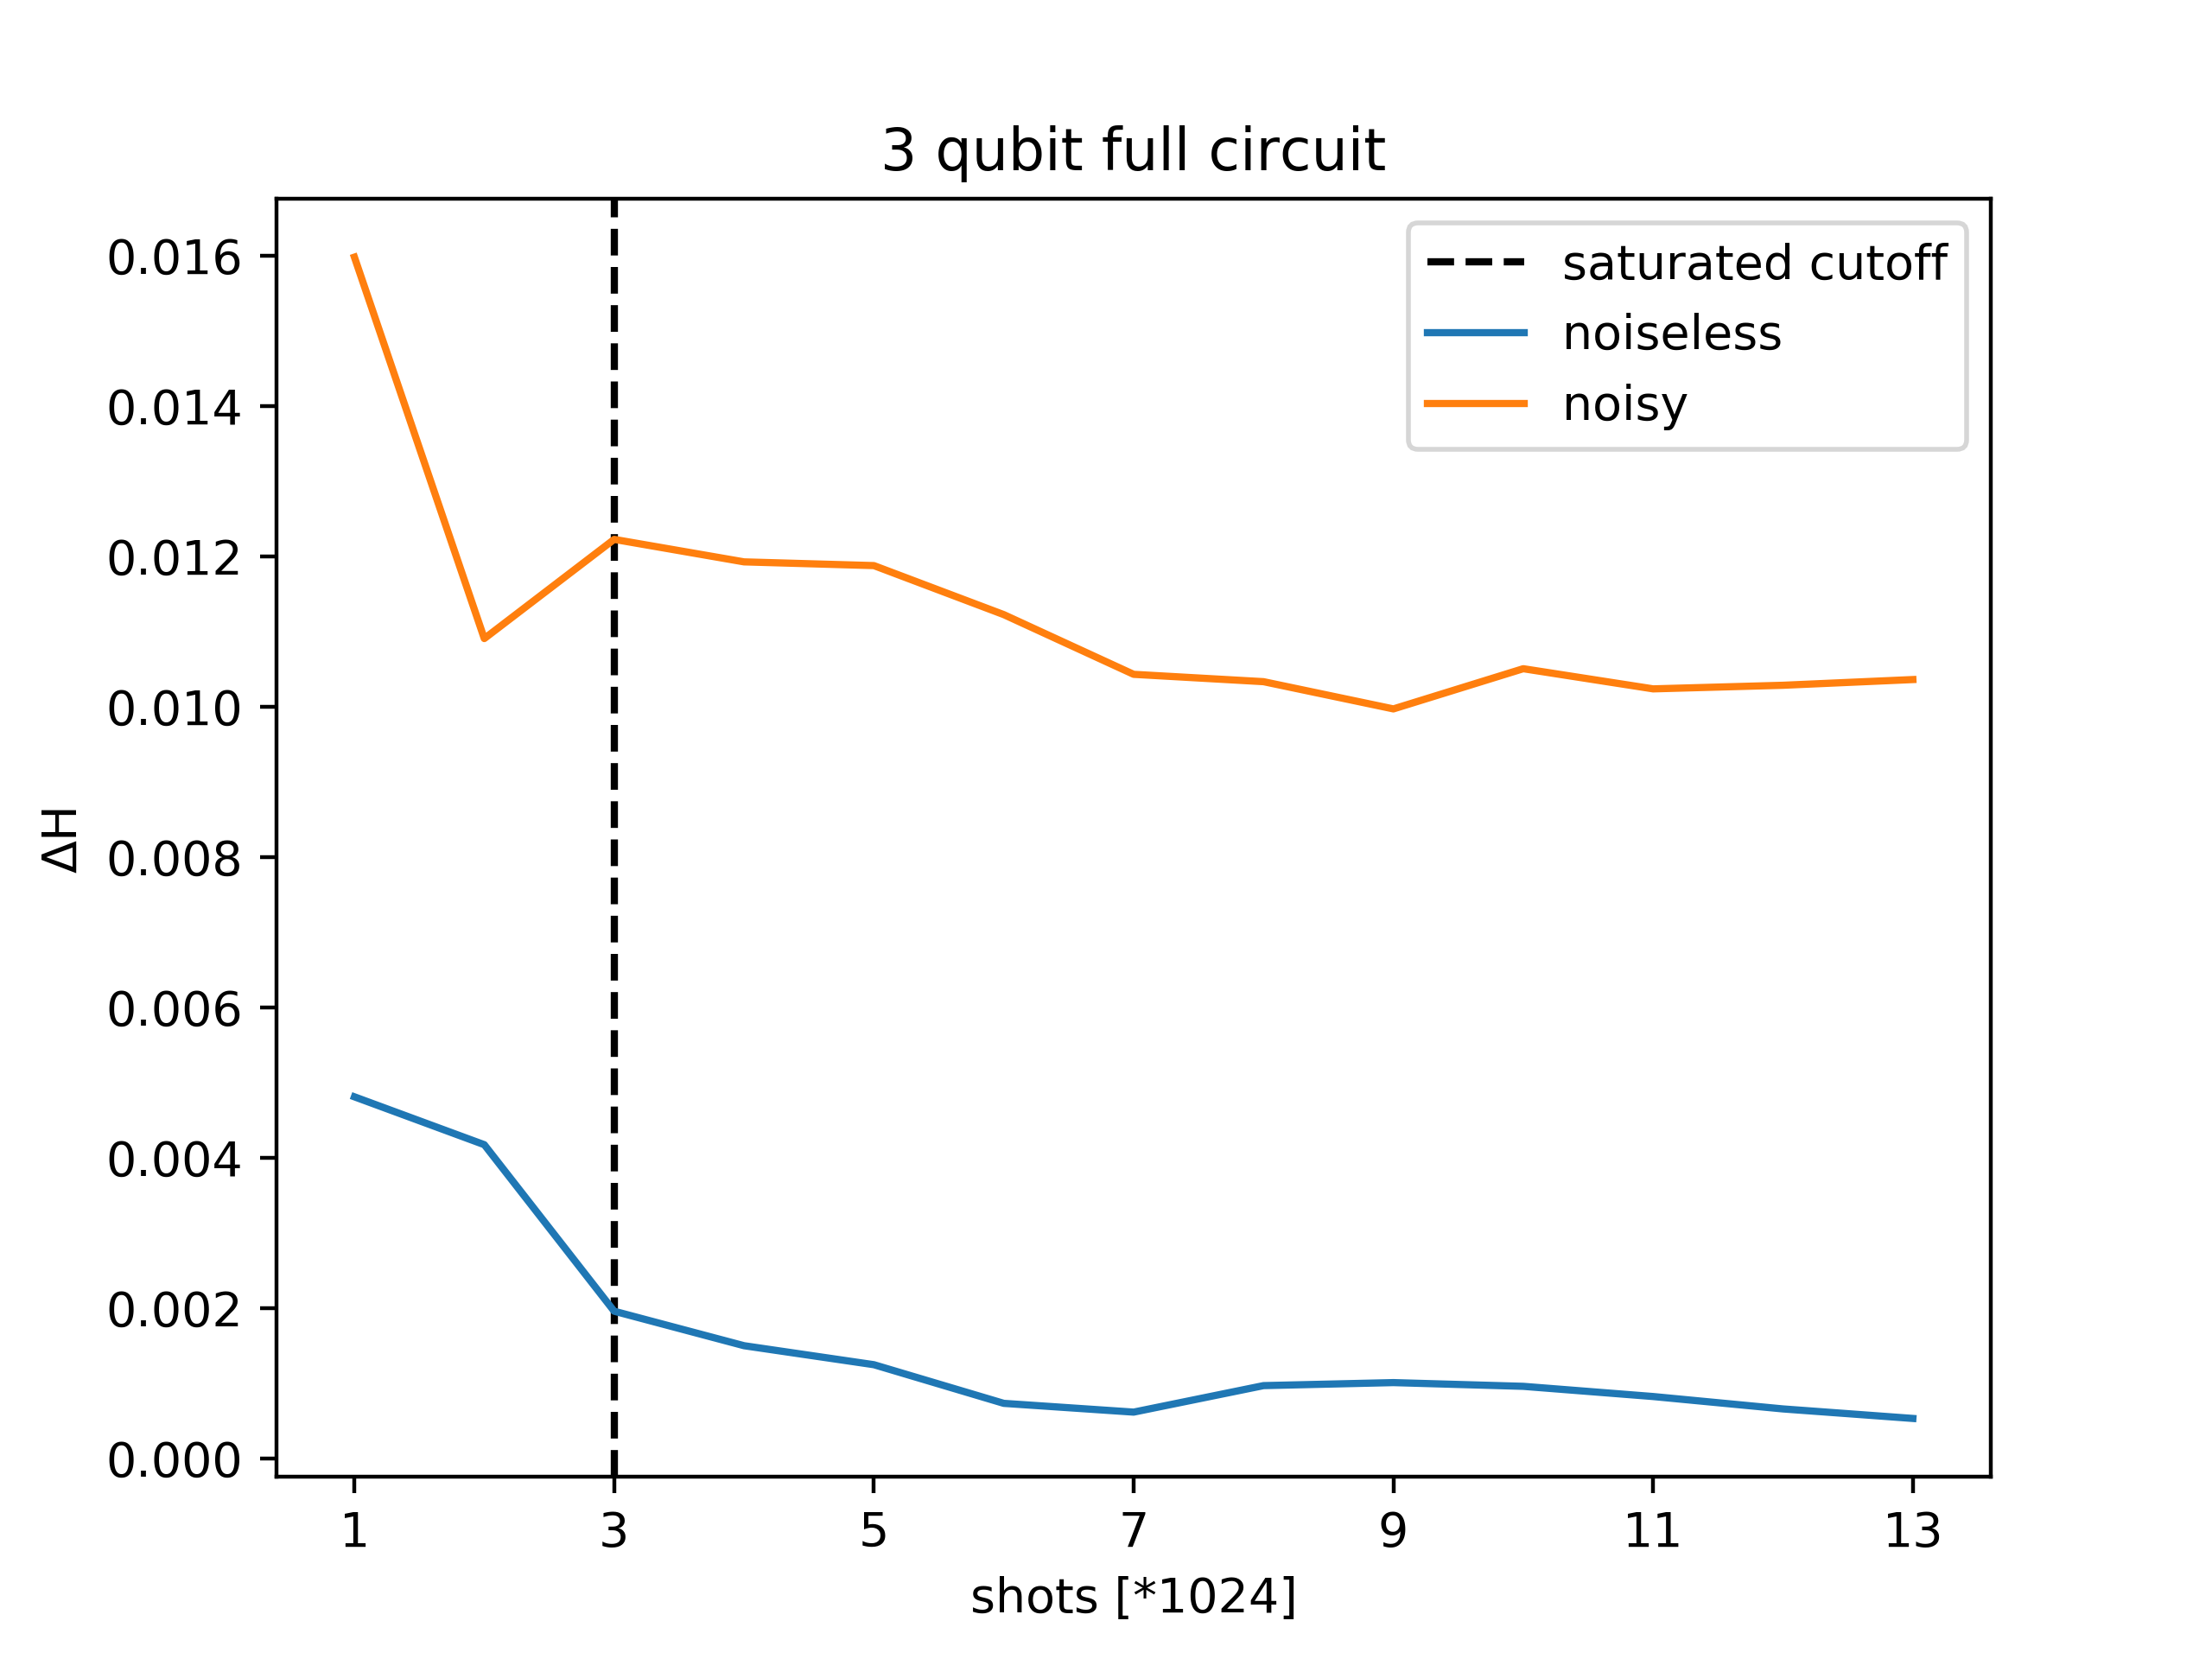 3 qubit full circuit
saturated cutoff
noiseless
noisy
0.016
0.014
0.012
0.010
0.008
0.006
0.004
0.002
0.000
ΔH
1 3 5 7 9 11 13
shots [*1024]